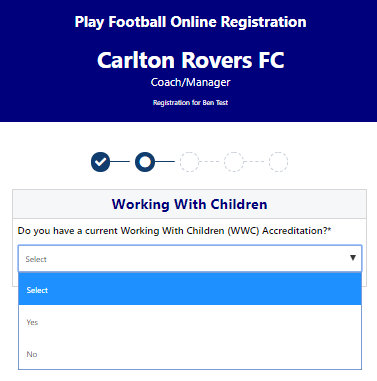 Play Football Online Registration
Carlton Rovers FC
Coach/Manager
Registration for Ben Test
Working With Children
Do you have a current Working With Children (WWC) Accreditation?*
Select
Select
Yes
No